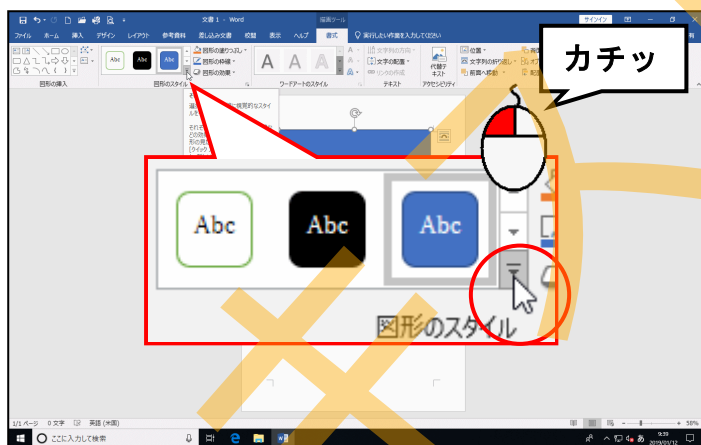 文書 1 - Word
描画ツール
サインイン
ファイル ホーム 挿入 デザイン レイアウト 参考資料 差し込み文書 校閲 表示 ヘルプ 書式 実行したい作業を入力してください
Abc Abc Abc
図形の塗りつぶし
図形の枠線
図形の効果
A A A
文字列の方向
文字の配置
リンクの作成
代替テ
キスト
位置
文字列の折り返し
前面へ移動
図形の挿入 図形のスタイル ワードアートのスタイル テキスト アクセシビリティ
カチッ
Abc Abc Abc
図形のスタイル
1/1 ページ 0 文字 英語 (米国)
58%
ここに入力して検索
あ
9:39
2019/01/12